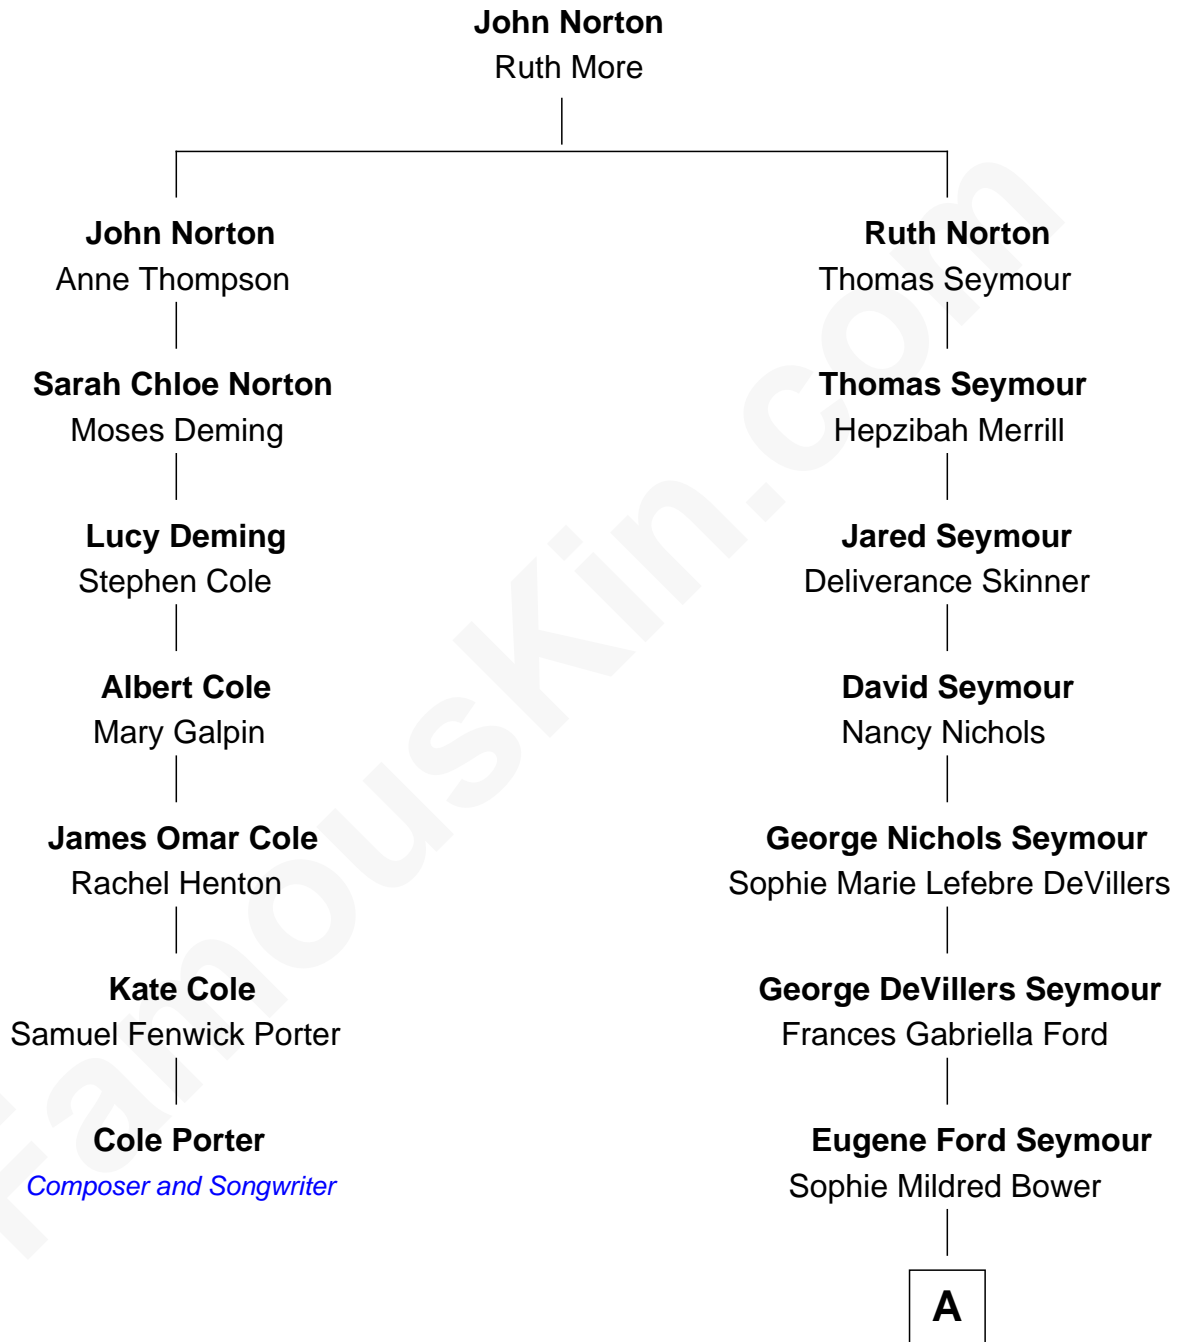 John Norton
Ruth More
John Norton
Anne Thompson
Sarah Chloe Norton
Moses Deming
Lucy Deming
Stephen Cole
Albert Cole
Mary Galpin
James Omar Cole
Rachel Henton
Kate Cole
Samuel Fenwick Porter
Cole Porter
Composer and Songwriter
Ruth Norton
Thomas Seymour
Thomas Seymour
Hepzibah Merrill
Jared Seymour
Deliverance Skinner
David Seymour
Nancy Nichols
George Nichols Seymour
Sophie Marie Lefebre DeVillers
George DeVillers Seymour
Frances Gabriella Ford
Eugene Ford Seymour
Sophie Mildred Bower
A
FamousKin.com